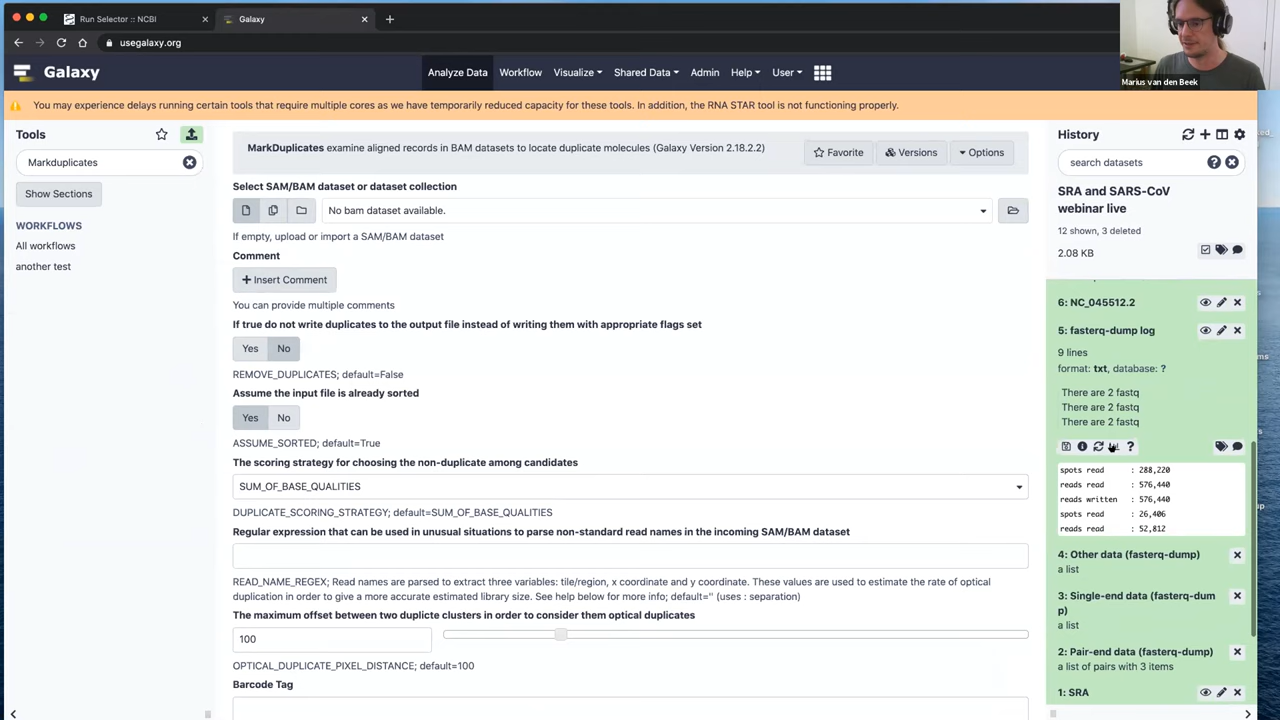 Run Selector :: NCBI
Galaxy
usegalaxy.org
Galaxy
Analyze Data
Workflow
Visualize
Shared Data
Admin
Help
User
Marius van den Beek
You may experience delays running certain tools that require multiple cores as we have temporarily reduced capacity for these tools. In addition, the RNA STAR tool is not functioning properly.
Tools
Markduplicates
Show Sections
WORKFLOWS
All workflows
another test
MarkDuplicates examine aligned records in BAM datasets to locate duplicate molecules (Galaxy Version 2.18.2.2)
Favorite
Versions
Options
Select SAM/BAM dataset or dataset collection
No bam dataset available.
If empty, upload or import a SAM/BAM dataset
Comment
Insert Comment
You can provide multiple comments
If true do not write duplicates to the output file instead of writing them with appropriate flags set
Yes No
REMOVE_DUPLICATES; default=False
Assume the input file is already sorted
Yes No
ASSUME_SORTED; default=True
The scoring strategy for choosing the non-duplicate among candidates
SUM_OF_BASE_QUALITIES
DUPLICATE_SCORING_STRATEGY; default=SUM_OF_BASE_QUALITIES
Regular expression that can be used in unusual situations to parse non-standard read names in the incoming SAM/BAM dataset
READ_NAME_REGEX; Read names are parsed to extract three variables: tile/region, x coordinate and y coordinate. These values are used to estimate the rate of optical
duplication in order to give a more accurate estimated library size. See help below for more info; default='' (uses : separation)
The maximum offset between two duplicte clusters in order to consider them optical duplicates
100
OPTICAL_DUPLICATE_PIXEL_DISTANCE; default=100
Barcode Tag
History
search datasets
SRA and SARS-CoV
webinar live
12 shown, 3 deleted
2.08 KB
6: NC_045512.2
5: fasterq-dump log
9 lines
format: txt, database: ?
There are 2 fastq
There are 2 fastq
There are 2 fastq
spots read : 288,220
reads read : 576,440
reads written : 576,440
spots read : 26,406
reads read : 52,812
4: Other data (fasterq-dump)
a list
3: Single-end data (fasterq-dum
p)
a list
2: Pair-end data (fasterq-dump)
a list of pairs with 3 items
1: SRA